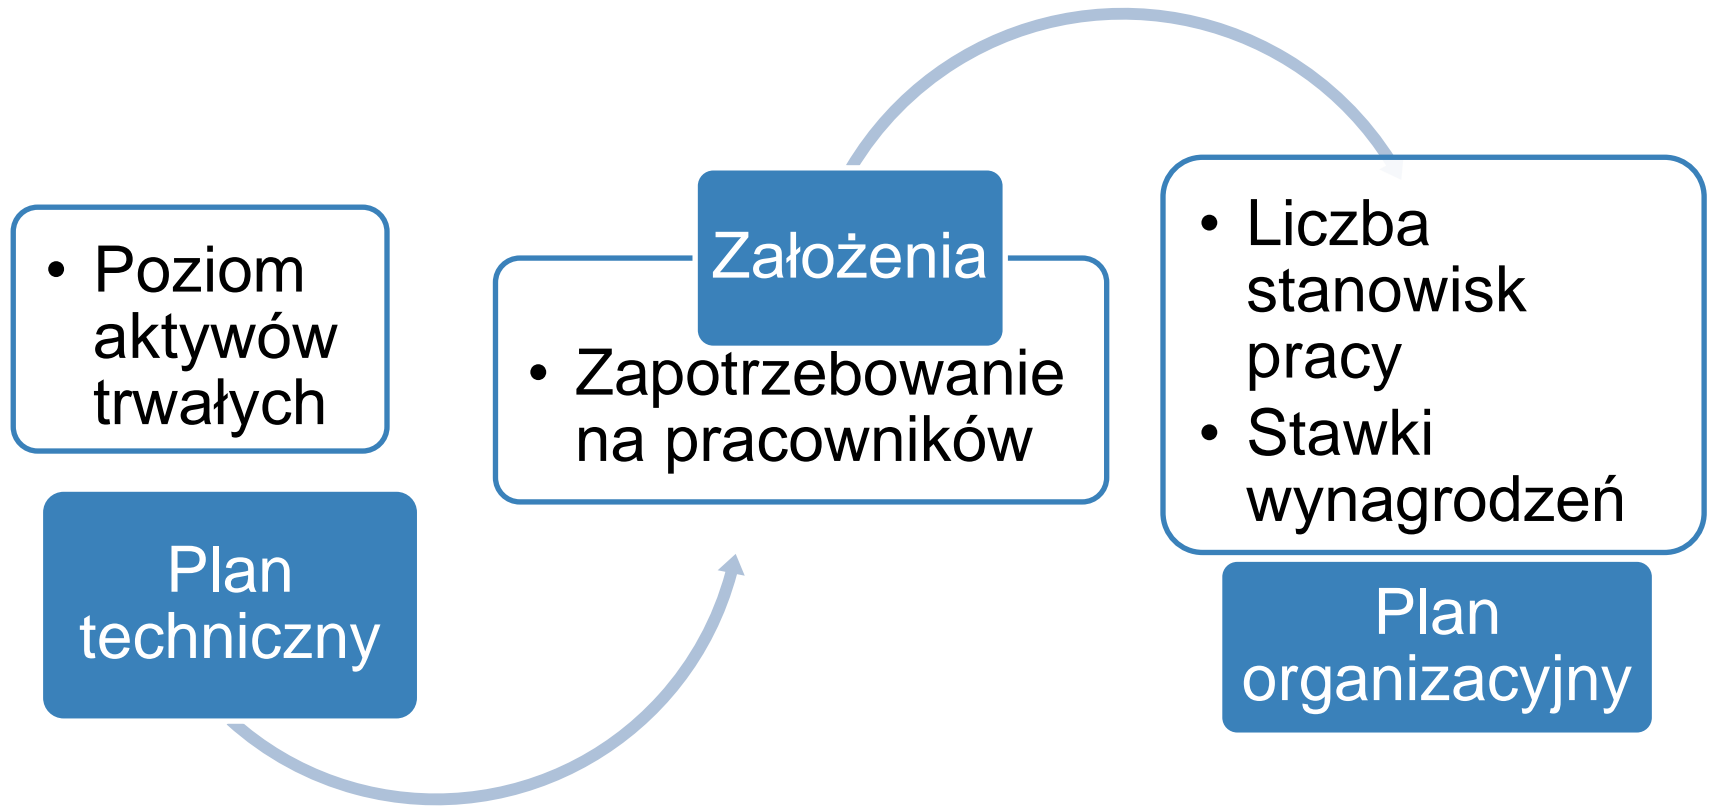 • Poziom
aktywów
trwałych
Plan
techniczny
Założenia
• Zapotrzebowanie
na pracowników
• Liczba
stanowisk
pracy
• Stawki
wynagrodzeń
Plan
organizacyjny